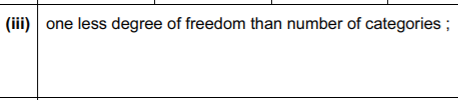 (iii) one less degree of freedom than number of categories ;